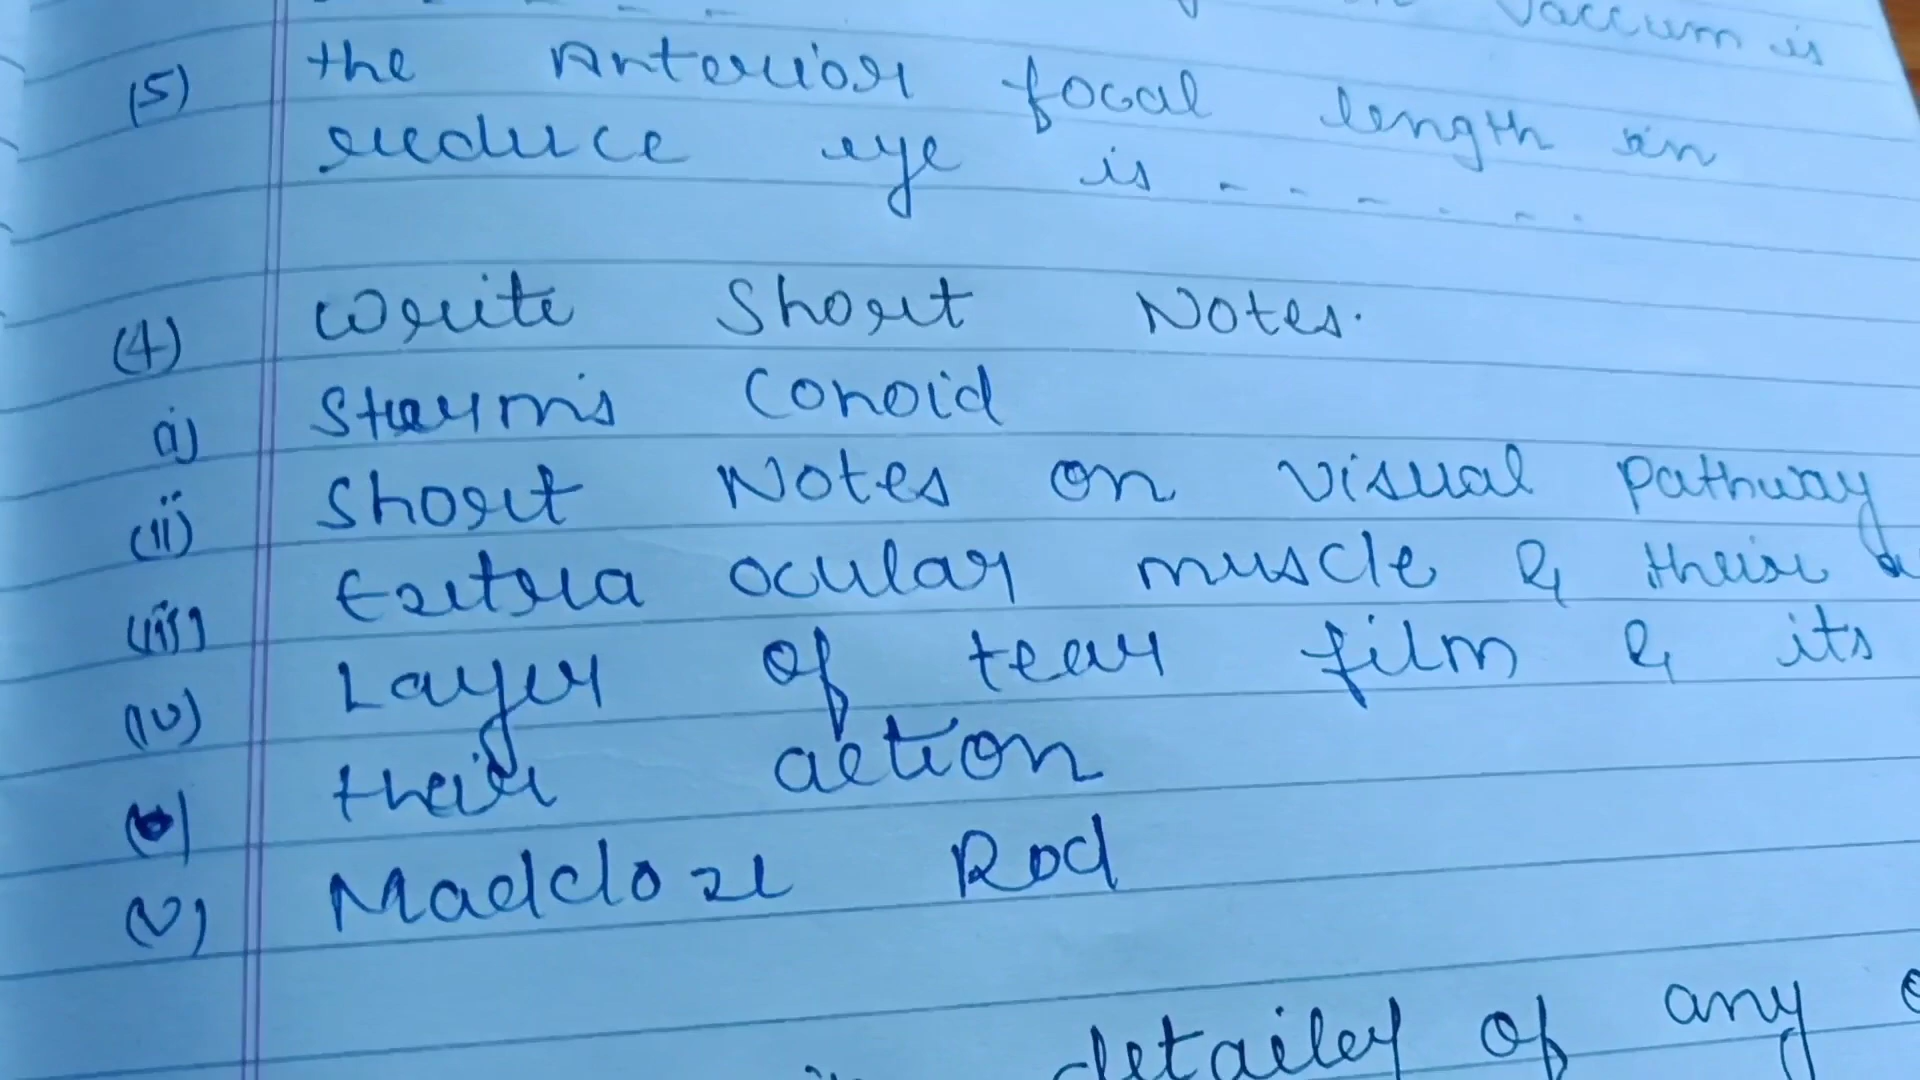 Vaccum is
(5) the Anterior focal length in
reduce eye is - - - - - -
(4) Write Short Notes.
i) Sturm's Conoid
(ii) Short Notes on visual pathway
(iii) Extra ocular muscle & their
(iv) Layer of tear film & its
their action
(v) Maddox Rod
detailey of any